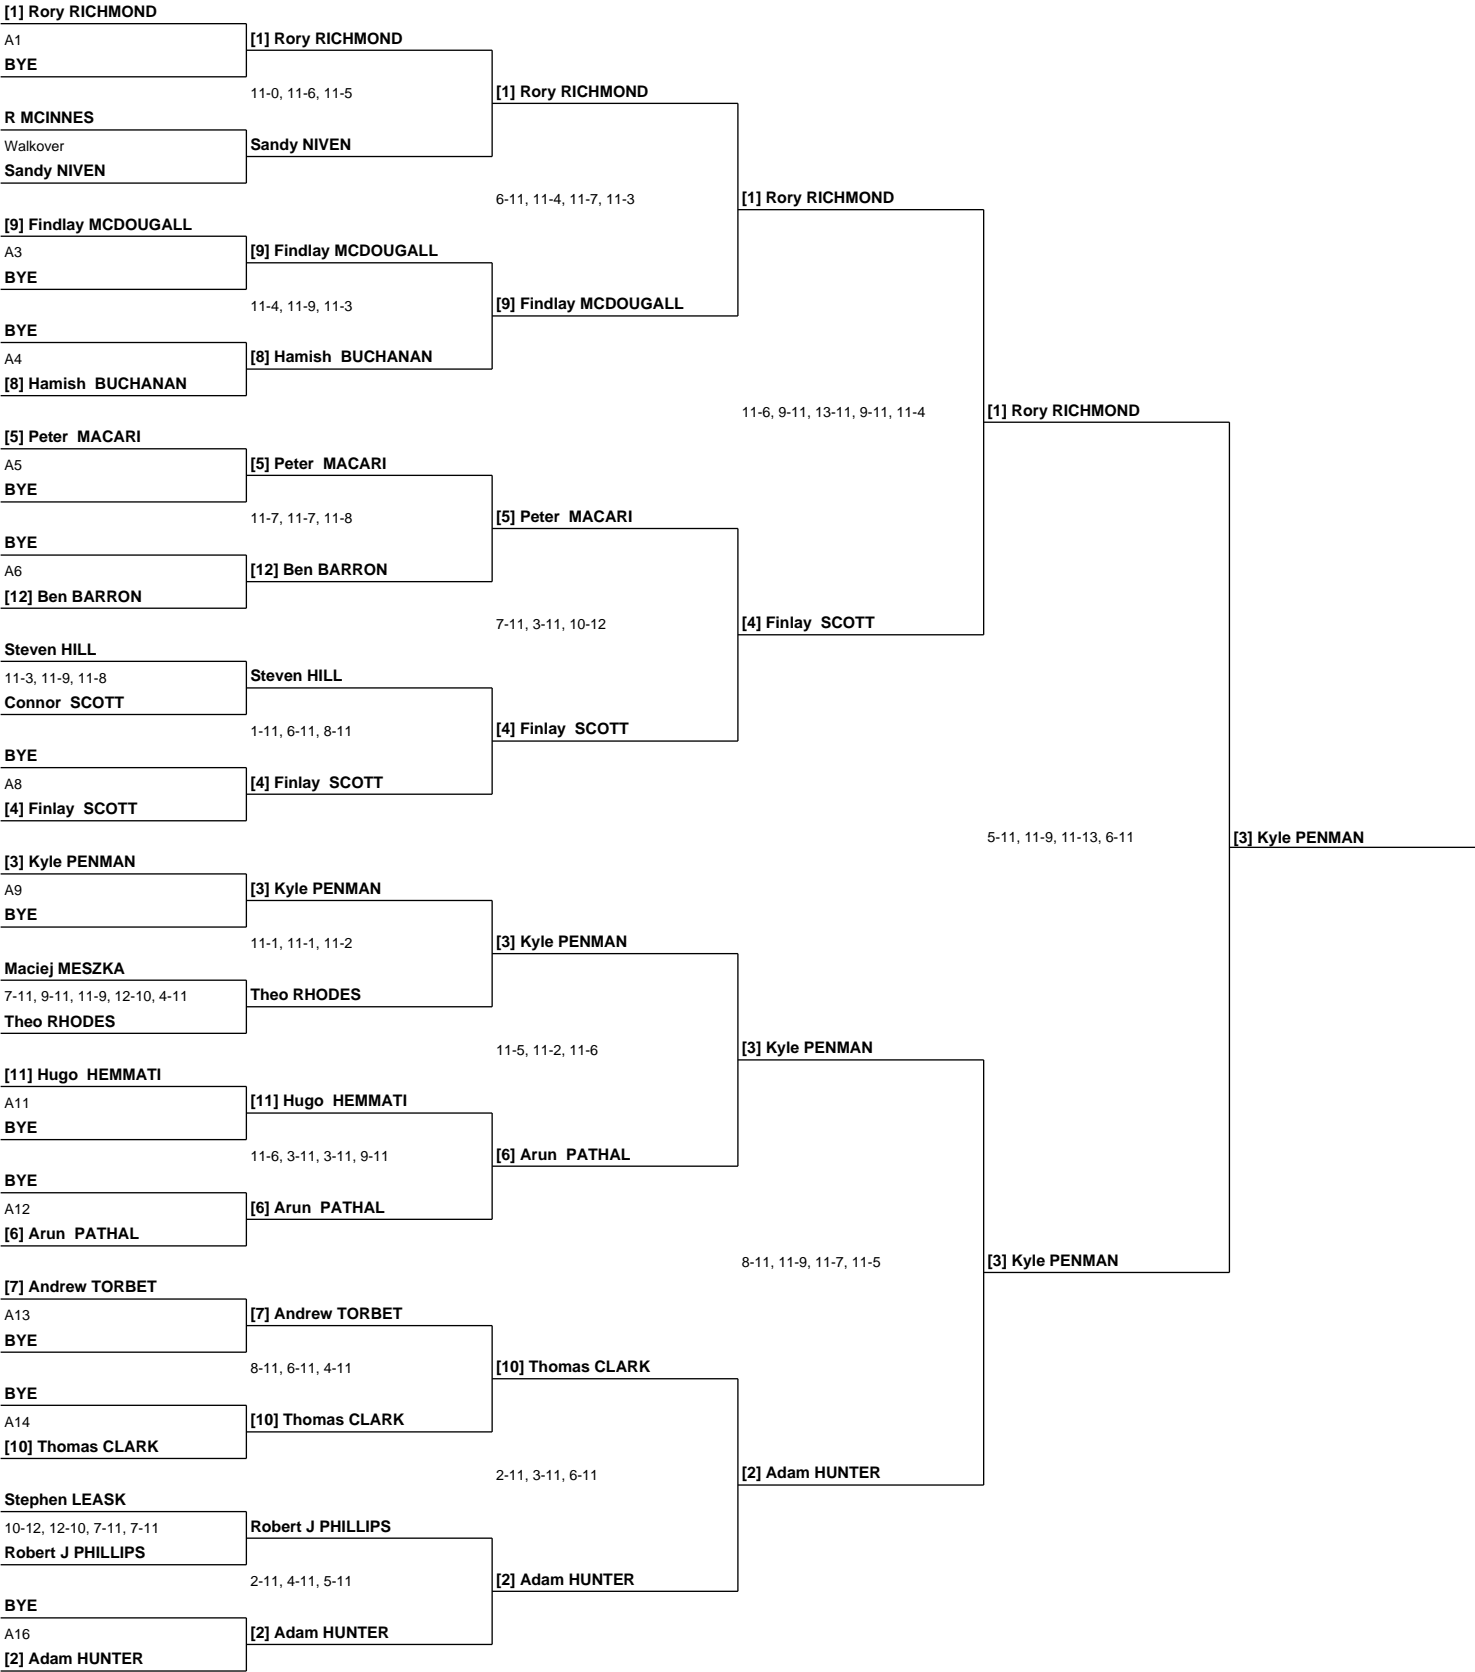 [1] Rory RICHMOND
A1
BYE
R MCINNES
Walkover
Sandy NIVEN
[9] Findlay MCDOUGALL
A3
BYE
BYE
A4
[8] Hamish  BUCHANAN
[5] Peter  MACARI
A5
BYE
BYE
A6
[12] Ben BARRON
Steven HILL
11-3, 11-9, 11-8
Connor  SCOTT
BYE
A8
[4] Finlay  SCOTT
[3] Kyle PENMAN
A9
BYE
Maciej MESZKA
7-11, 9-11, 11-9, 12-10, 4-11
Theo RHODES
[11] Hugo  HEMMATI
A11
BYE
BYE
A12
[6] Arun  PATHAL
[7] Andrew TORBET
A13
BYE
BYE
A14
[10] Thomas CLARK
Stephen LEASK
10-12, 12-10, 7-11, 7-11
Robert J PHILLIPS
BYE
A16
[2] Adam HUNTER
[1] Rory RICHMOND
11-0, 11-6, 11-5
Sandy NIVEN
[9] Findlay MCDOUGALL
11-4, 11-9, 11-3
[8] Hamish  BUCHANAN
[5] Peter  MACARI
11-7, 11-7, 11-8
[12] Ben BARRON
Steven HILL
1-11, 6-11, 8-11
[4] Finlay  SCOTT
[3] Kyle PENMAN
11-1, 11-1, 11-2
Theo RHODES
[11] Hugo  HEMMATI
11-6, 3-11, 3-11, 9-11
[6] Arun  PATHAL
[7] Andrew TORBET
8-11, 6-11, 4-11
[10] Thomas CLARK
Robert J PHILLIPS
2-11, 4-11, 5-11
[2] Adam HUNTER
[1] Rory RICHMOND
6-11, 11-4, 11-7, 11-3
[9] Findlay MCDOUGALL
[5] Peter  MACARI
7-11, 3-11, 10-12
[4] Finlay  SCOTT
[3] Kyle PENMAN
11-5, 11-2, 11-6
[6] Arun  PATHAL
[10] Thomas CLARK
2-11, 3-11, 6-11
[2] Adam HUNTER
[1] Rory RICHMOND
11-6, 9-11, 13-11, 9-11, 11-4
[4] Finlay  SCOTT
[3] Kyle PENMAN
8-11, 11-9, 11-7, 11-5
[2] Adam HUNTER
[1] Rory RICHMOND
5-11, 11-9, 11-13, 6-11
[3] Kyle PENMAN
[3] Kyle PENMAN